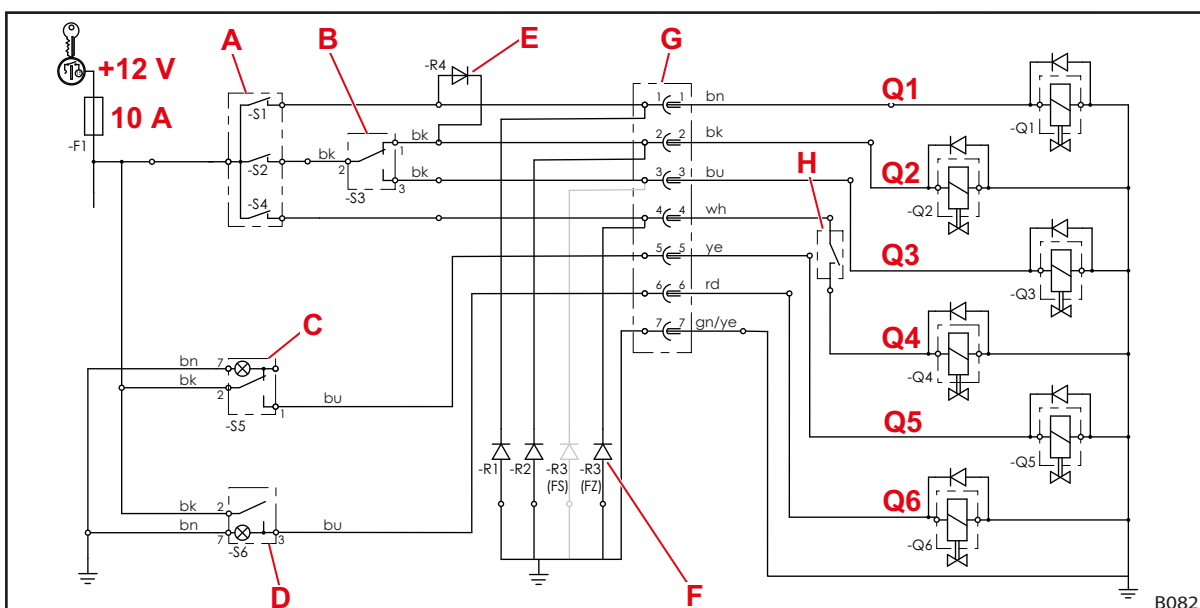 A
B
E
G
+12 V
-R4
10 A
-F1
-S1
bk
1 1
bn
Q1
-Q1
-S2
bk
2
1
-S3
bk
3
2 2
bk
Q2
-Q2
-S4
3 3
bu
H
4 4
wh
Q3
-Q3
5 5
ye
6 6
rd
7 7
gn/ye
Q4
-Q4
C
bn
7
bk
2
1
bu
-S5
Q5
-Q5
-R1
-R2
-R3
(FS)
-R3
(FZ)
Q6
-Q6
bk
2
bn
7
3
bu
-S6
D
F
B082